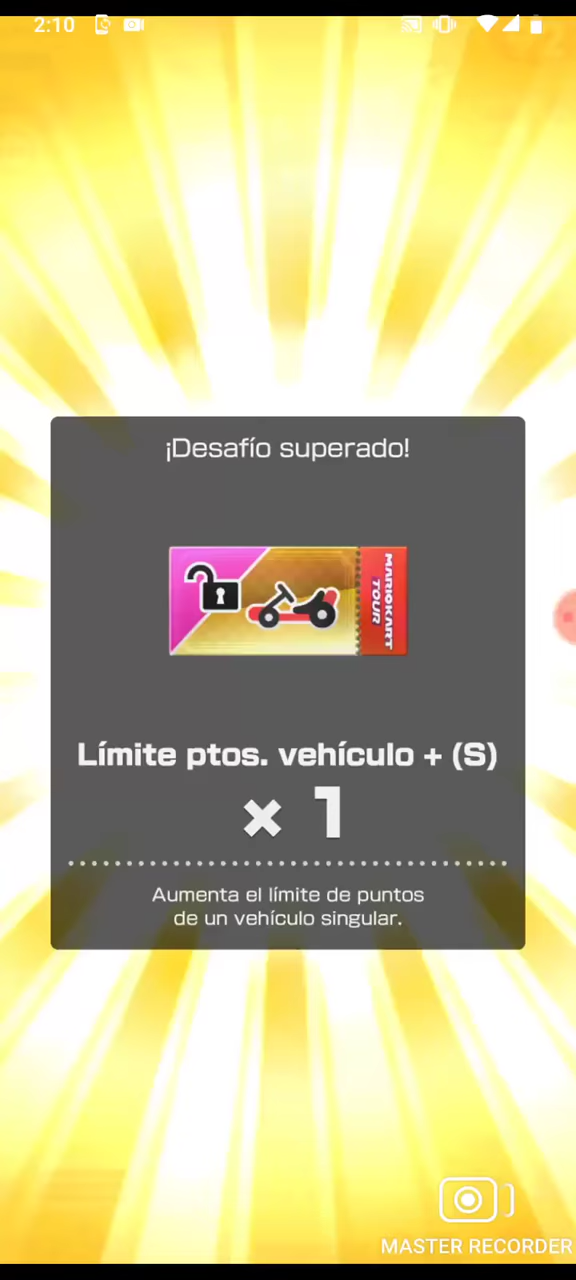 2:10
¡Desafío superado!
MARIOKART
TOUR
Límite ptos. vehículo + (S)
× 1
Aumenta el límite de puntos
de un vehículo singular.
MASTER RECORDER